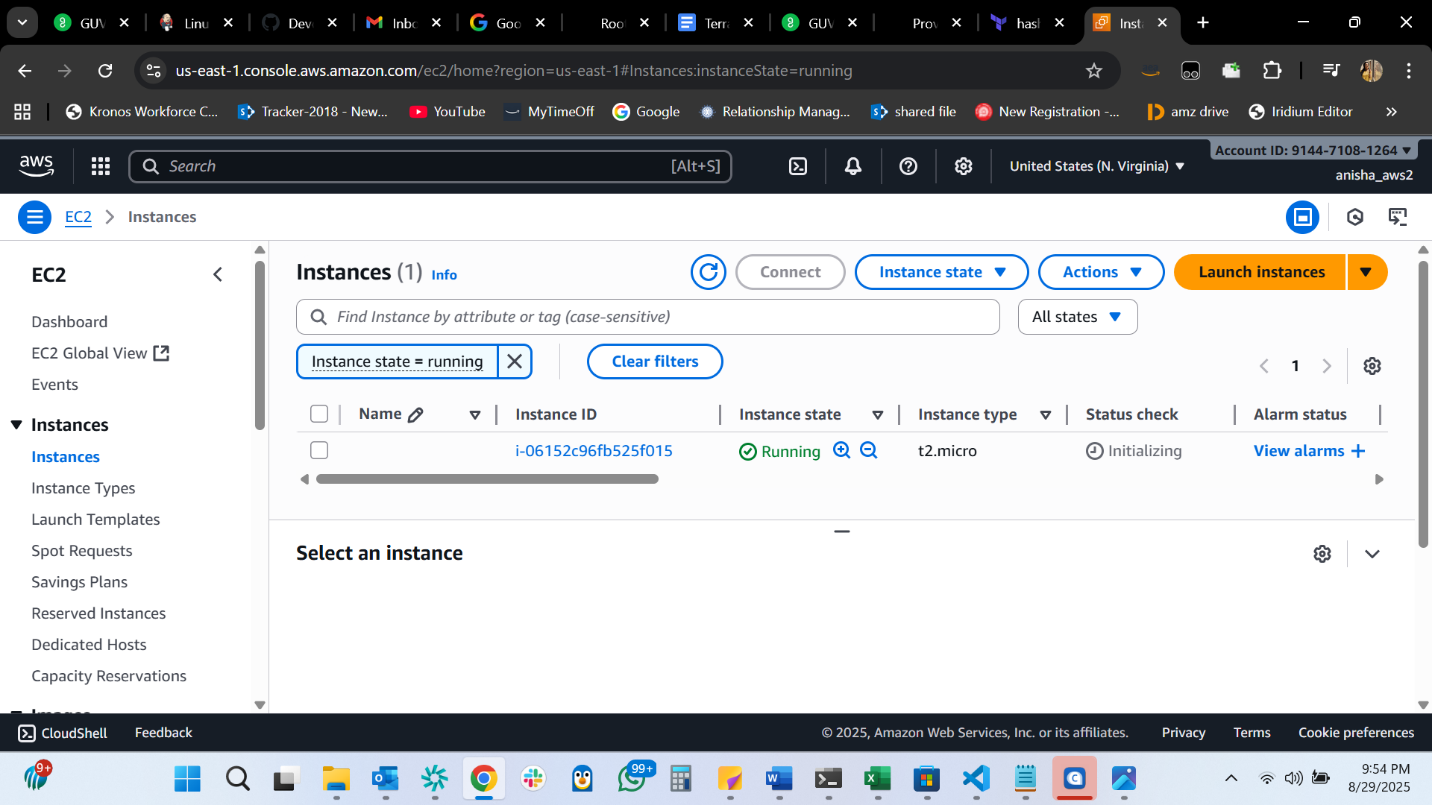 GUV
Linu
Dev
Inbo
Goo
Roo
Terra
GUV
Prov
hasl
Inst
us-east-1.console.aws.amazon.com/ec2/home?region=us-east-1#Instances:instanceState=running
Kronos Workforce C...
Tracker-2018 - New...
YouTube
MyTimeOff
Google
Relationship Manag...
shared file
New Registration -...
amz drive
Iridium Editor
aws
Search
[Alt+S]
United States (N. Virginia)
Account ID: 9144-7108-1264
anisha_aws2
EC2
Instances
EC2
Dashboard
EC2 Global View
Events
Instances
Instances
Instance Types
Launch Templates
Spot Requests
Savings Plans
Reserved Instances
Dedicated Hosts
Capacity Reservations
Images
Instances (1) Info
Connect
Instance state
Actions
Launch instances
Find Instance by attribute or tag (case-sensitive)
All states
Instance state = running
Clear filters
1
Name
Instance ID
Instance state
Instance type
Status check
Alarm status
i-06152c96fb525f015
Running
t2.micro
Initializing
View alarms +
Select an instance
CloudShell
Feedback
© 2025, Amazon Web Services, Inc. or its affiliates.
Privacy
Terms
Cookie preferences
9+
99+
9:54 PM
8/29/2025